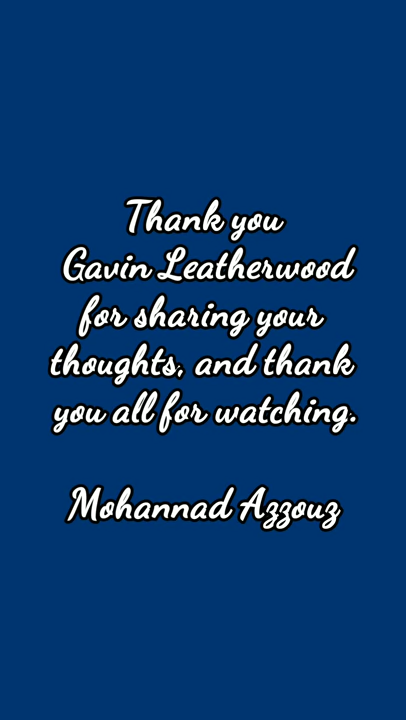 Thank you
Gavin Leatherwood
for sharing your
thoughts, and thank
you all for watching.
Mohannad Azzouz